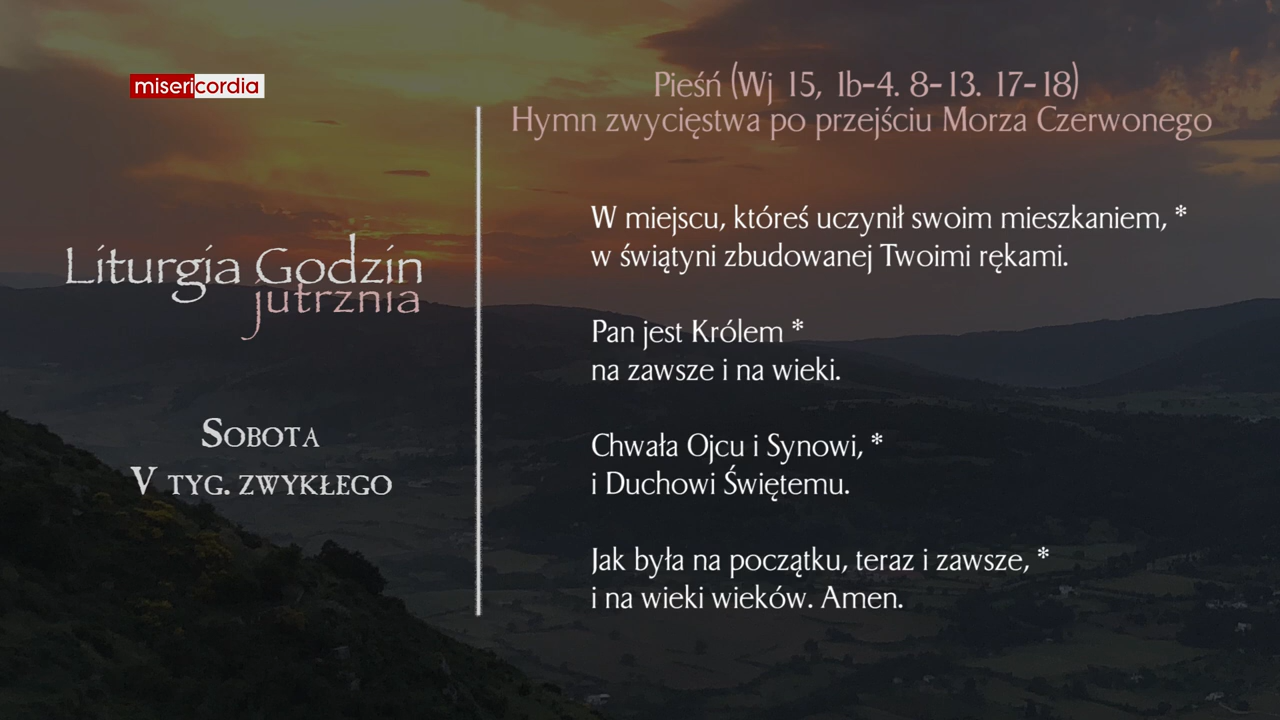 misericordia
Liturgia Godzin
jutrznia
Sobota
V tyg. zwykłego
Pieśń (Wj 15, 1b-4. 8-13. 17-18)
Hymn zwycięstwa po przejściu Morza Czerwonego
W miejscu, któreś uczynił swoim mieszkaniem, *
w świątyni zbudowanej Twoimi rękami.
Pan jest Królem *
na zawsze i na wieki.
Chwała Ojcu i Synowi, *
i Duchowi Świętemu.
Jak była na początku, teraz i zawsze, *
i na wieki wieków. Amen.